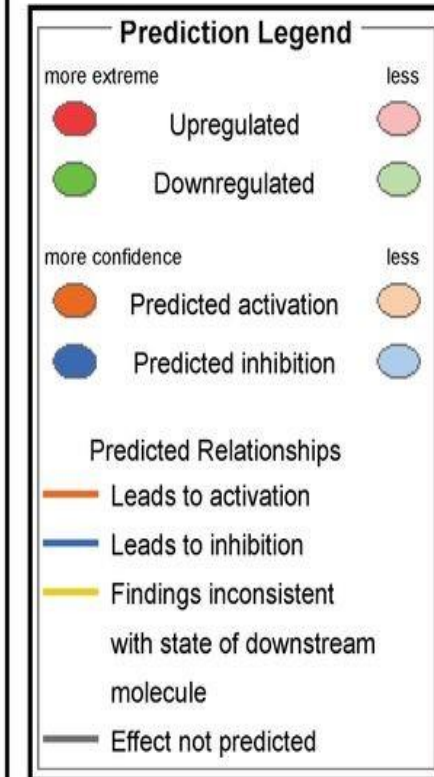 Prediction Legend
more extreme less
Upregulated
Downregulated
more confidence less
Predicted activation
Predicted inhibition
Predicted Relationships
Leads to activation
Leads to inhibition
Findings inconsistent
with state of downstream
molecule
Effect not predicted